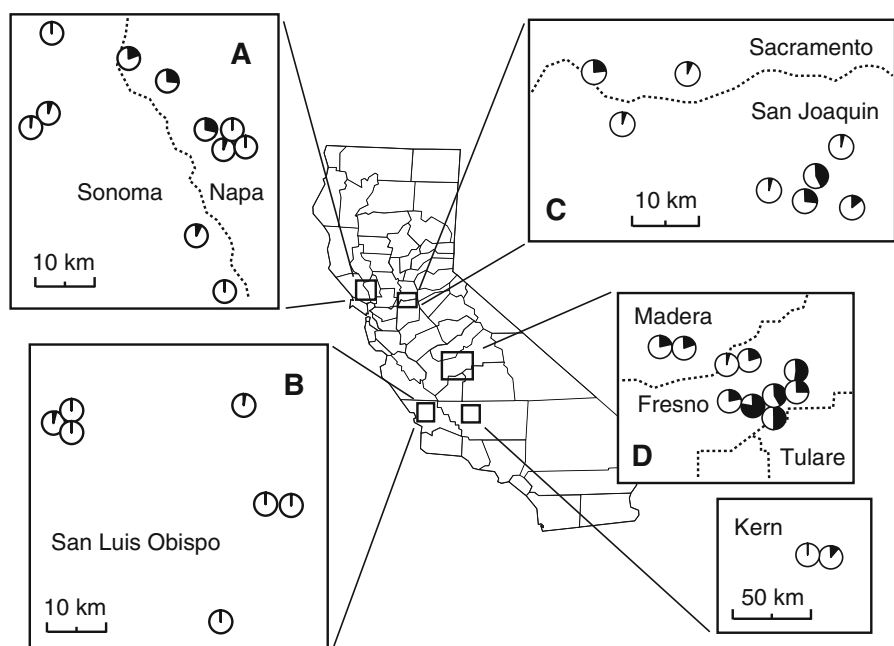 A
Sonoma
Napa
10 km
Sacramento
San Joaquin
C
10 km
B
San Luis Obispo
10 km
Madera
Fresno
D
Tulare
Kern
50 km